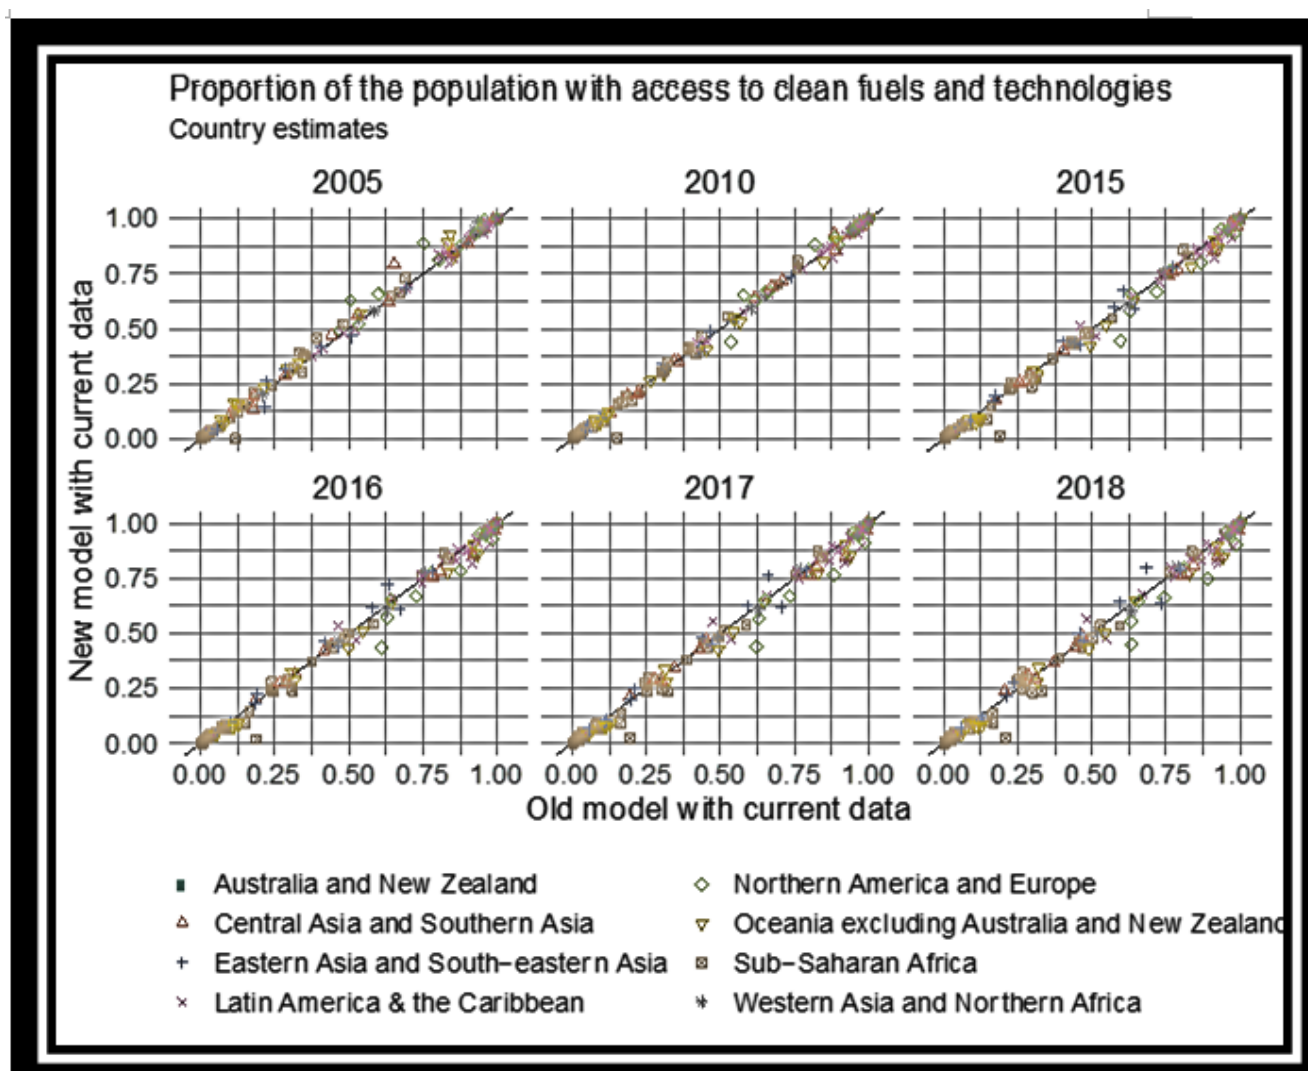 Proportion of the population with access to clean fuels and technologies
Country estimates
2005 2010 2015
1.00
0.75
0.50
0.25
0.00
2016 2017 2018
1.00
0.75
0.50
0.25
0.00
0.00 0.25 0.50 0.75 1.00 0.00 0.25 0.50 0.75 1.00 0.00 0.25 0.50 0.75 1.00
New model with current data
Old model with current data
Australia and New Zealand
Central Asia and Southern Asia
Eastern Asia and South-eastern Asia
Latin America & the Caribbean
Northern America and Europe
Oceania excluding Australia and New Zealand
Sub-Saharan Africa
Western Asia and Northern Africa